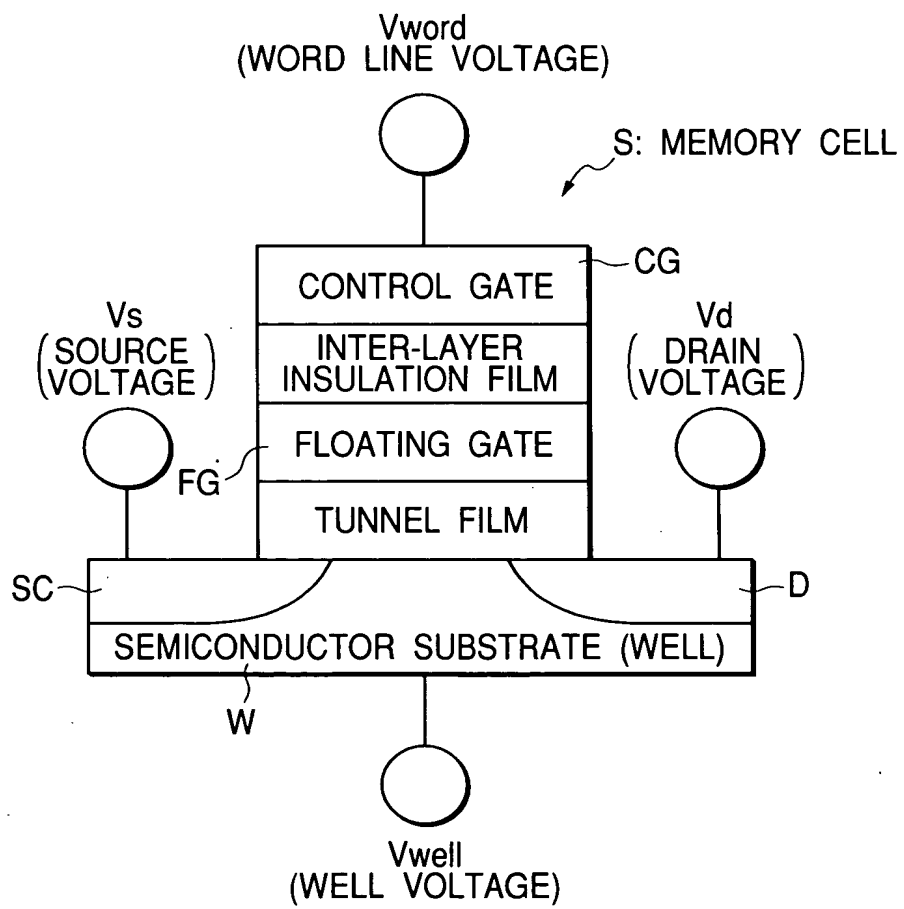 Vword
(WORD LINE VOLTAGE)
S: MEMORY CELL
CG
CONTROL GATE
Vs
(SOURCE
VOLTAGE)
INTER-LAYER
INSULATION FILM
Vd
(DRAIN
VOLTAGE)
FLOATING GATE
FG
TUNNEL FILM
SC
D
SEMICONDUCTOR SUBSTRATE (WELL)
W
Vwell
(WELL VOLTAGE)